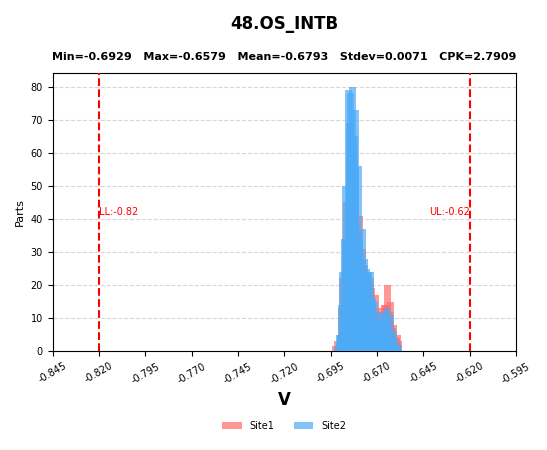 48.OS_INTB
Min=-0.6929 Max=-0.6579 Mean=-0.6793 Stdev=0.0071 CPK=2.7909
80
70
60
50
40
30
20
10
0
Parts
LL:-0.82
UL:-0.62
-0.845
-0.820
-0.795
-0.770
-0.745
-0.720
-0.695
-0.670
-0.645
-0.620
-0.595
V
Site1
Site2